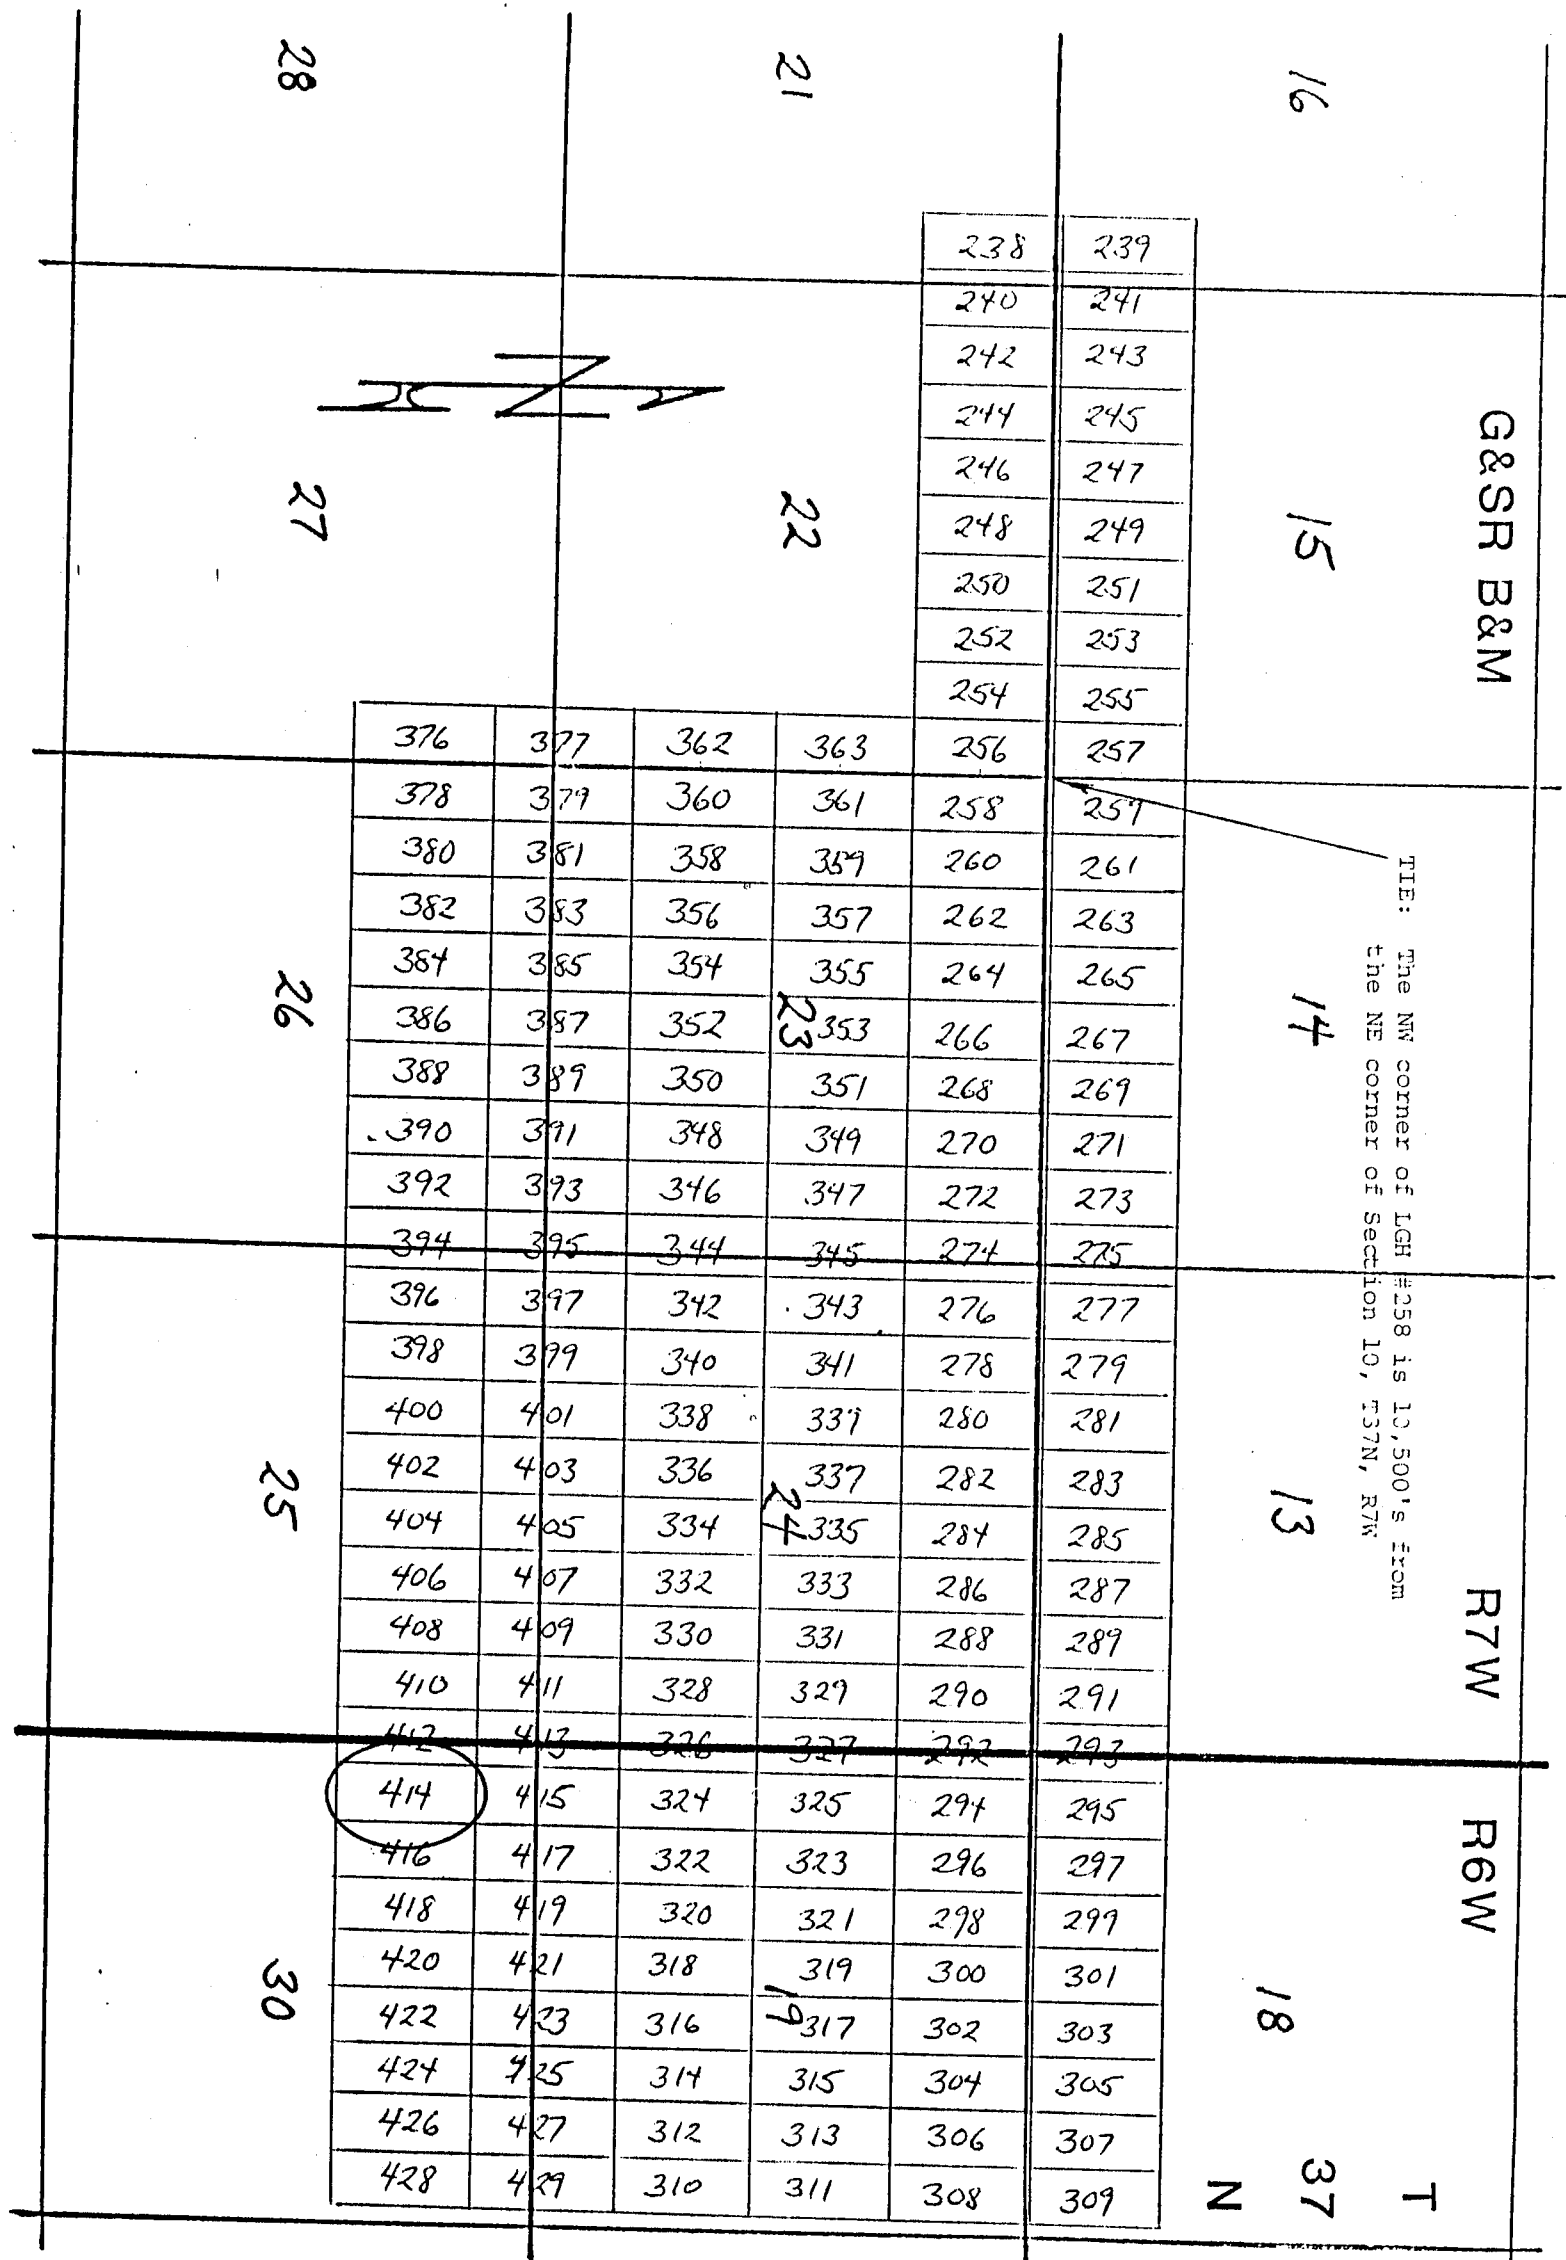 G&SR B&M
R7W
R6W
T
37
N
TIE: The NW corner of LGH #258 is 10,500's from
the NE corner of Section 10, T37N, R7W
16
15
14
13
18
21
22
23
24
19
28
27
26
25
30
N
238 239
240 241
242 243
244 245
246 247
248 249
250 251
252 253
254 255
376 377 362 363 256 257
378 379 360 361 258 259
380 381 358 359 260 261
382 383 356 357 262 263
384 385 354 355 264 265
386 387 352 353 266 267
388 389 350 351 268 269
390 391 348 349 270 271
392 393 346 347 272 273
394 395 344 345 274 275
396 397 342 343 276 277
398 399 340 341 278 279
400 401 338 339 280 281
402 403 336 337 282 283
404 405 334 335 284 285
406 407 332 333 286 287
408 409 330 331 288 289
410 411 328 329 290 291
412 413 326 327 292 293
414 415 324 325 294 295
416 417 322 323 296 297
418 419 320 321 298 299
420 421 318 319 300 301
422 423 316 317 302 303
424 425 314 315 304 305
426 427 312 313 306 307
428 429 310 311 308 309